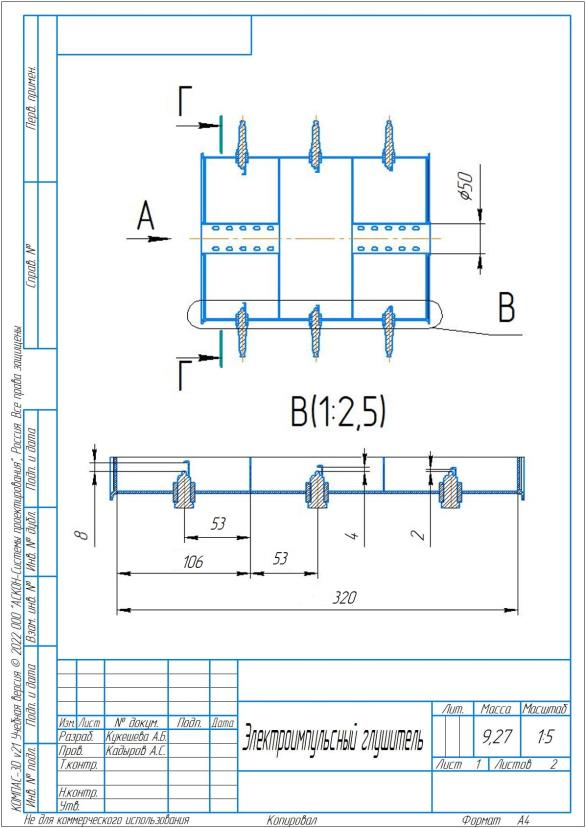 Перв. примен.
Справ. №
Подп. и дата
Инв. № дубл.
Взам. инв. №
Подп. и дата
Инв. № подл.
КОМПАС-3D v21 Учебная версия © 2022 ООО "АСКОН-Системы проектирования", Россия. Все права защищены
Г
А
⌀50
В
Г
В(1:2,5)
8
53
106
53
4
2
320
Изм. Лист № докум. Подп. Дата
Разраб. Кукешева А.Б.
Пров. Кадыров А.С.
Т.контр.
Н.контр.
Утв.
Электроимпульсный глушитель
Лит. Масса Масштаб
9,27 1:5
Лист 1 Листов 2
Не для коммерческого использования Копировал Формат А4